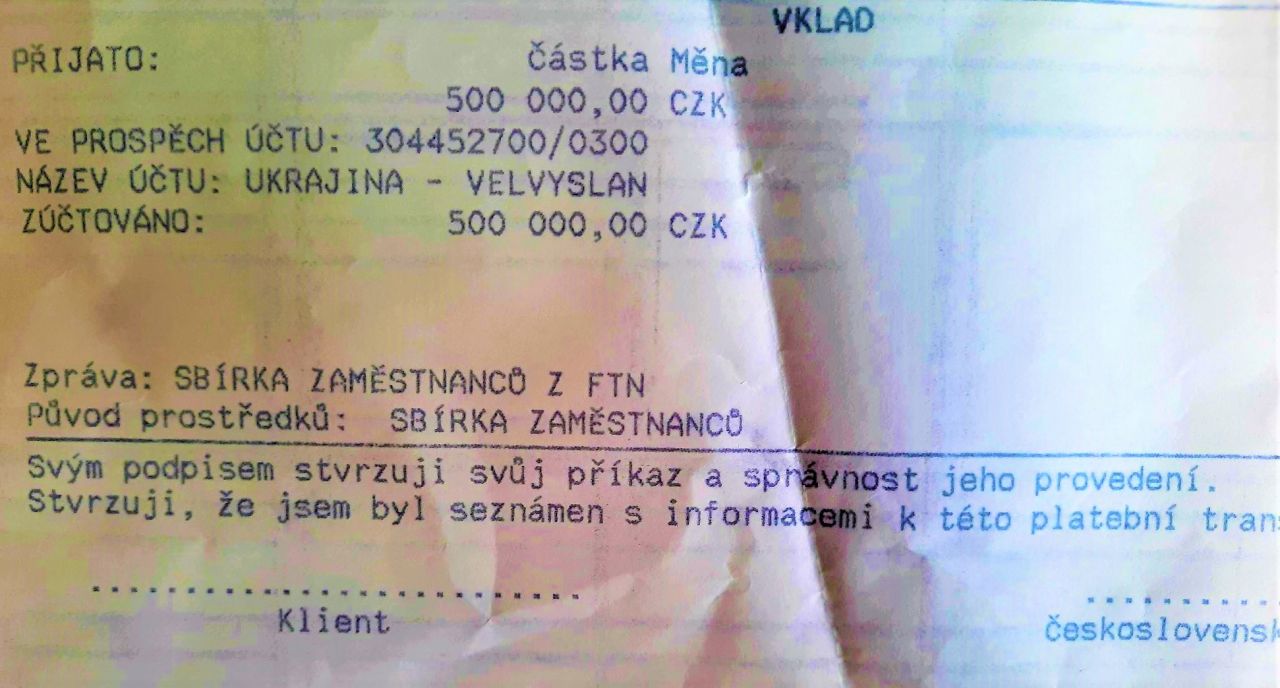 VKLAD
PŘIJATO: Částka Měna
500 000,00 CZK
VE PROSPĚCH ÚČTU: 304452700/0300
NÁZEV ÚČTU: UKRAJINA - VELVYSLAN
ZÚČTOVÁNO: 500 000,00 CZK
Zpráva: SBÍRKA ZAMĚSTNANCŮ Z FTN
Původ prostředků: SBÍRKA ZAMĚSTNANCŮ
Svým podpisem stvrzuji svůj příkaz a správnost jeho provedení.
Stvrzuji, že jsem byl seznámen s informacemi k této platební trans
Klient československ